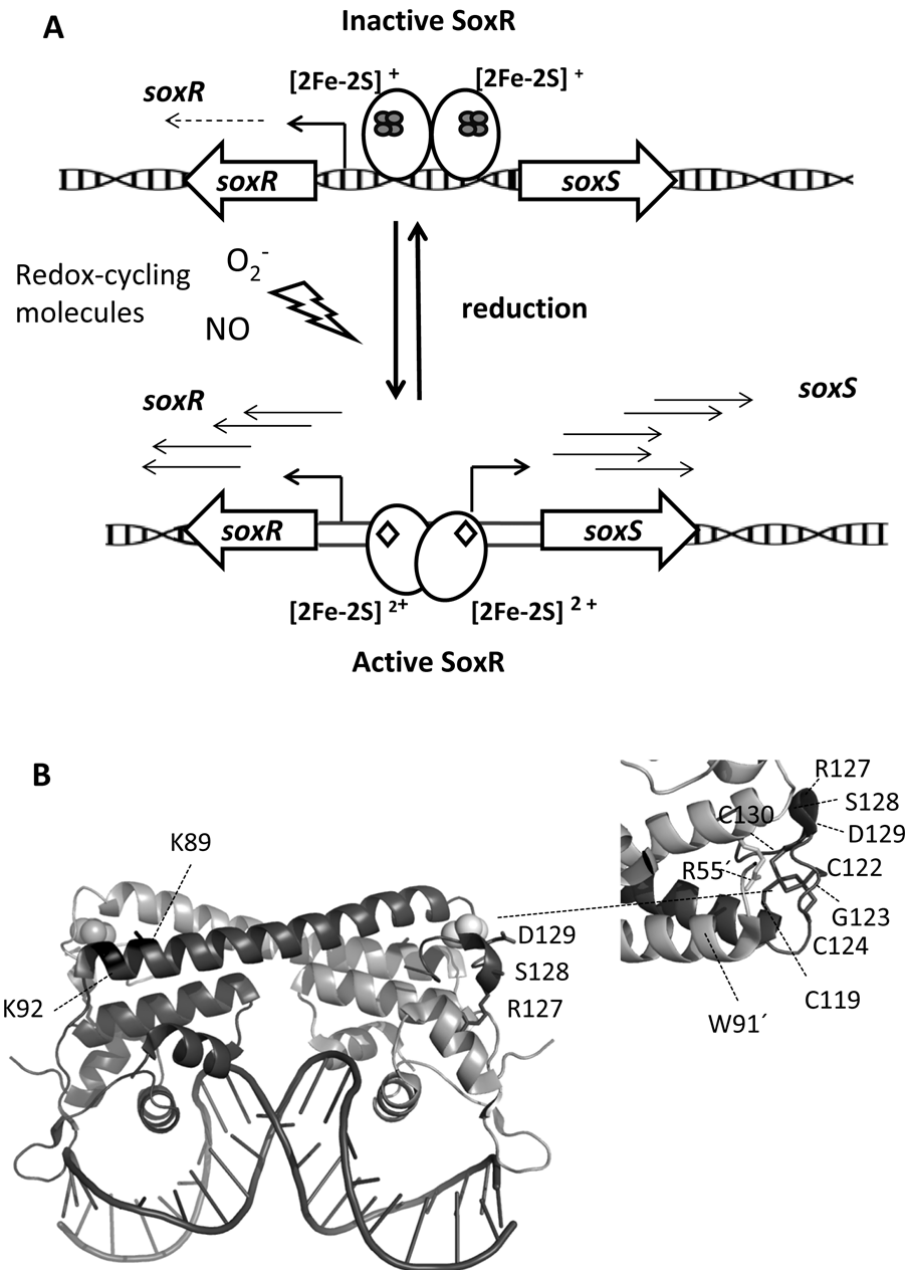 A
Inactive SoxR
[2Fe-2S] +
[2Fe-2S] +
soxR
soxR
soxS
O2-
Redox-cycling
molecules
NO
reduction
soxR
soxS
soxR
soxS
[2Fe-2S] 2+
[2Fe-2S] 2 +
Active SoxR
B
K89
K92
D129
S128
R127
R127
S128
C130
D129
R55´
C122
G123
C124
C119
W91´